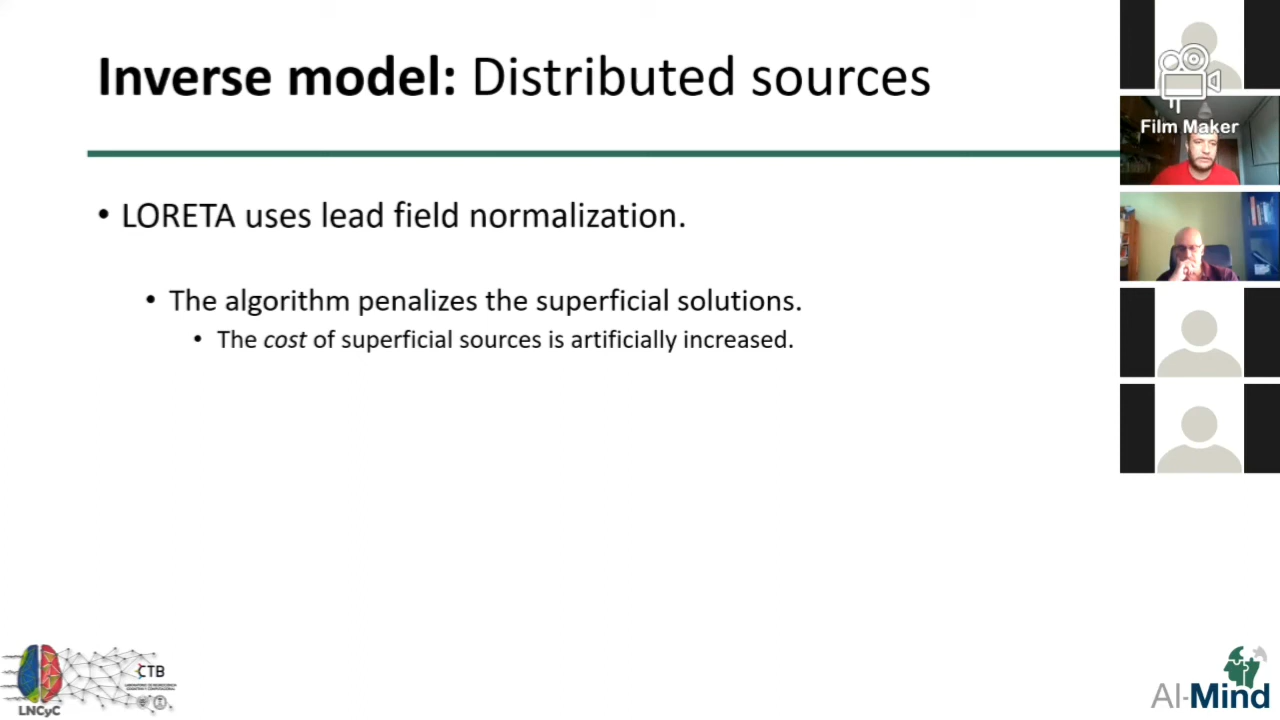 Inverse model: Distributed sources
• LORETA uses lead field normalization.
• The algorithm penalizes the superficial solutions.
• The cost of superficial sources is artificially increased.
Film Maker
LNCyC
CTB
AI-Mind